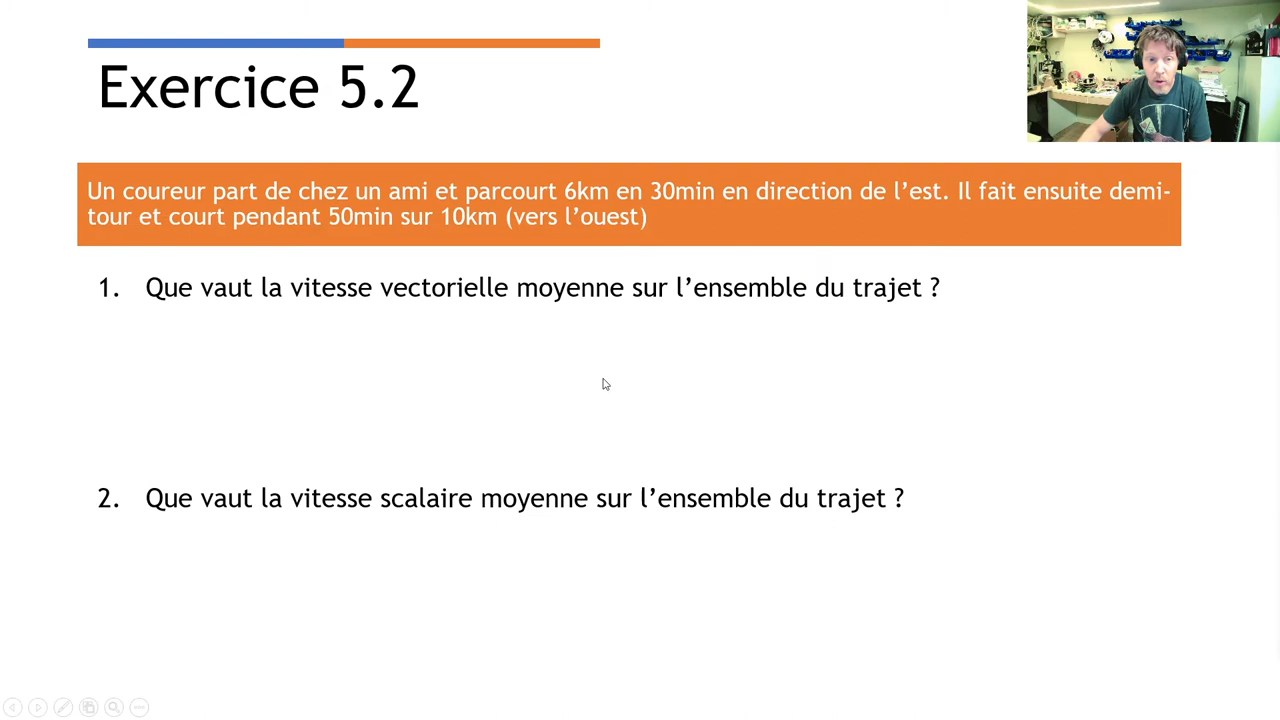 Exercice 5.2
Un coureur part de chez un ami et parcourt 6km en 30min en direction de l’est. Il fait ensuite demi-
tour et court pendant 50min sur 10km (vers l’ouest)
1. Que vaut la vitesse vectorielle moyenne sur l’ensemble du trajet ?
2. Que vaut la vitesse scalaire moyenne sur l’ensemble du trajet ?